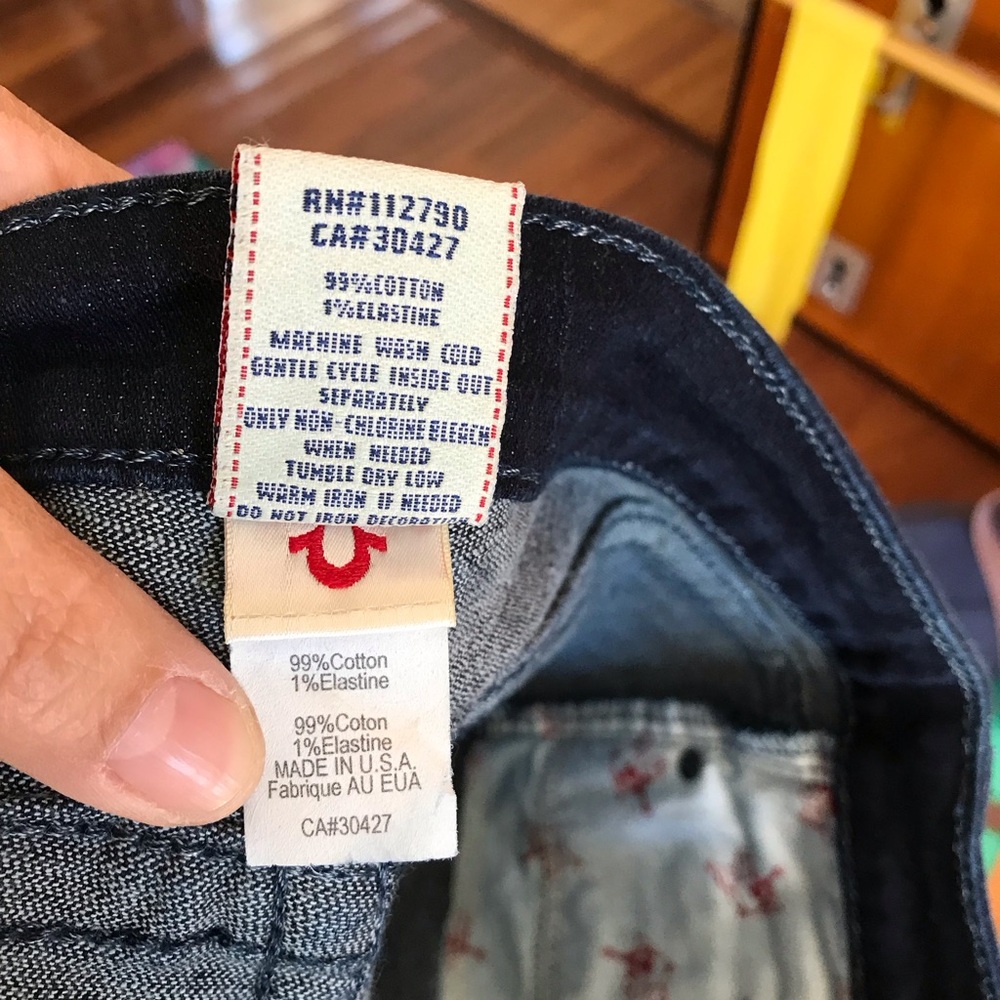 RN#112790
CA#30427
99%COTTON
1%ELASTINE
MACHINE WASH COLD
GENTLE CYCLE INSIDE OUT
SEPARATELY
ONLY NON-CHLORINE BLEACH
WHEN NEEDED
TUMBLE DRY LOW
WARM IRON IF NEEDED
DO NOT IRON DECORATI
99%Cotton
1%Elastine
99%Coton
1%Elastine
MADE IN U.S.A.
Fabrique AU EUA
CA#30427